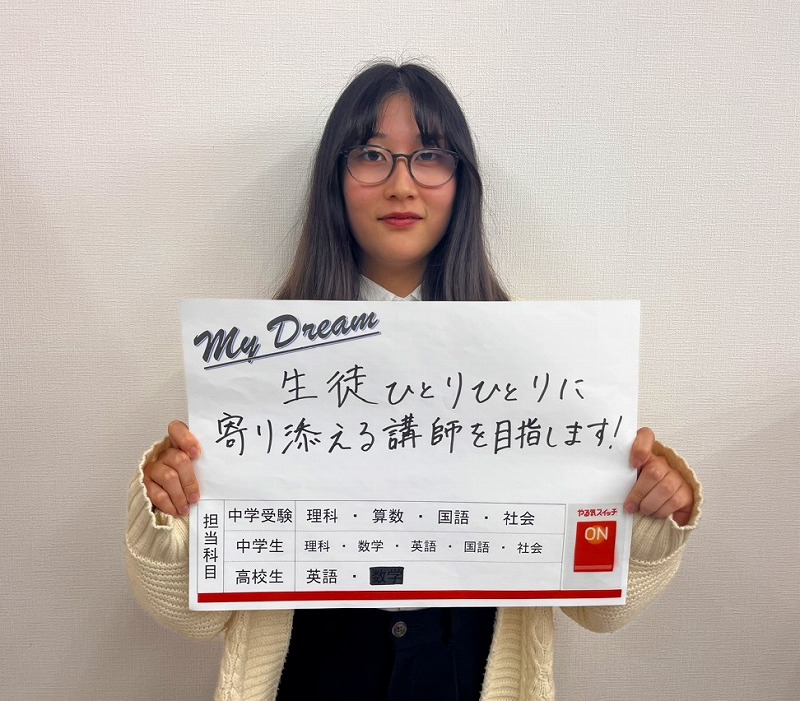 My Dream
生徒ひとりひとりに
寄り添える講師を目指します!
担当科目
中学受験 理科 ・ 算数 ・ 国語 ・ 社会
中学生 理科 ・ 数学 ・ 英語 ・ 国語 ・ 社会
高校生 英語 ・ 数学
やる気スイッチ
ON